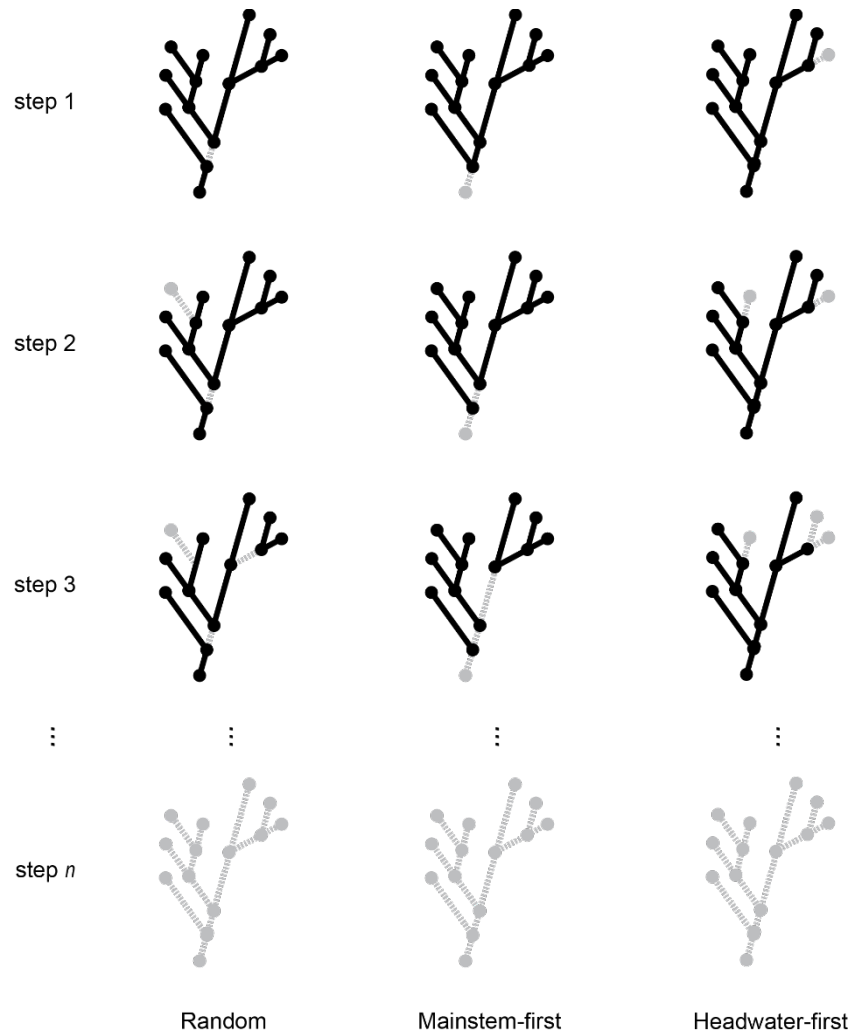 step 1
step 2
step 3
⋮ ⋮ ⋮ ⋮
step n
Random Mainstem-first Headwater-first